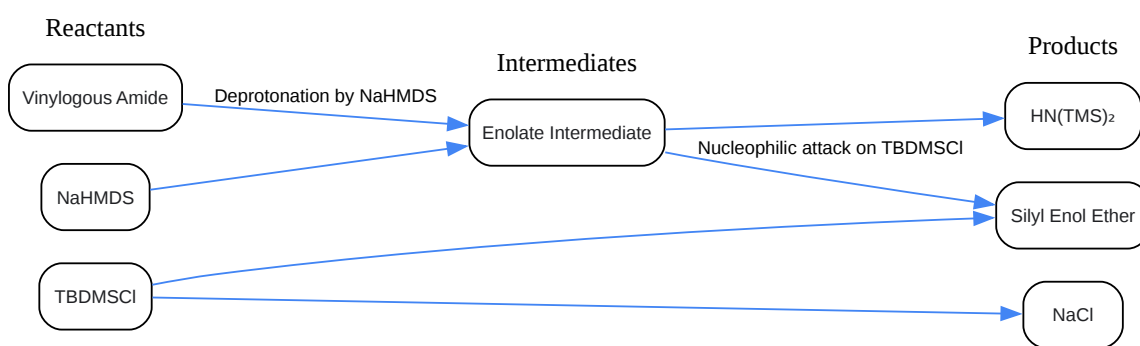 Reactants
Vinylogous Amide
NaHMDS
TBDMSCl
Deprotonation by NaHMDS
Intermediates
Enolate Intermediate
Nucleophilic attack on TBDMSCl
Products
HN(TMS)₂
Silyl Enol Ether
NaCl